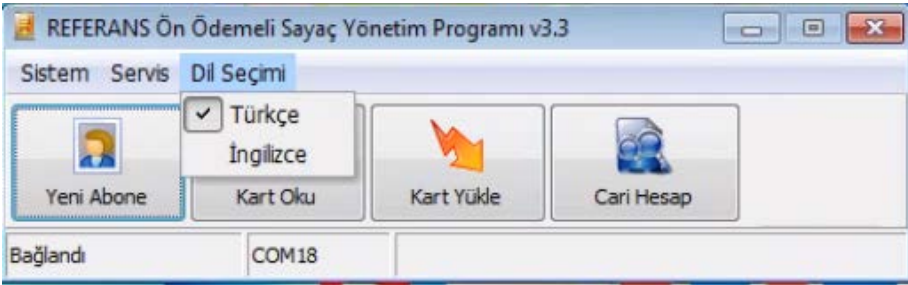 REFERANS Ön Ödemeli Sayaç Yönetim Programı v3.3
Sistem Servis Dil Seçimi
Türkçe
İngilizce
Yeni Abone Kart Oku Kart Yükle Cari Hesap
Bağlandı COM18